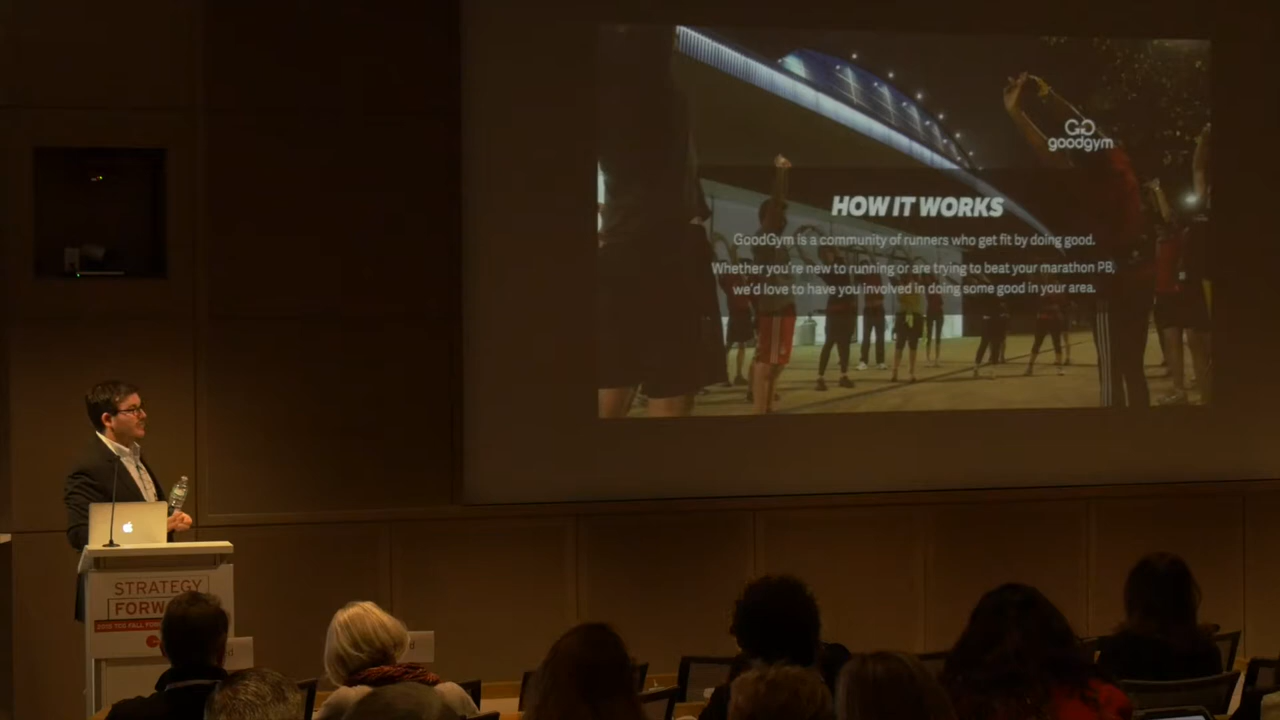 GG
goodgym
HOW IT WORKS
GoodGym is a community of runners who get fit by doing good.
Whether you're new to running or are trying to beat your marathon PB,
we'd love to have you involved in doing some good in your area.
STRATEGY
FORW
FALL